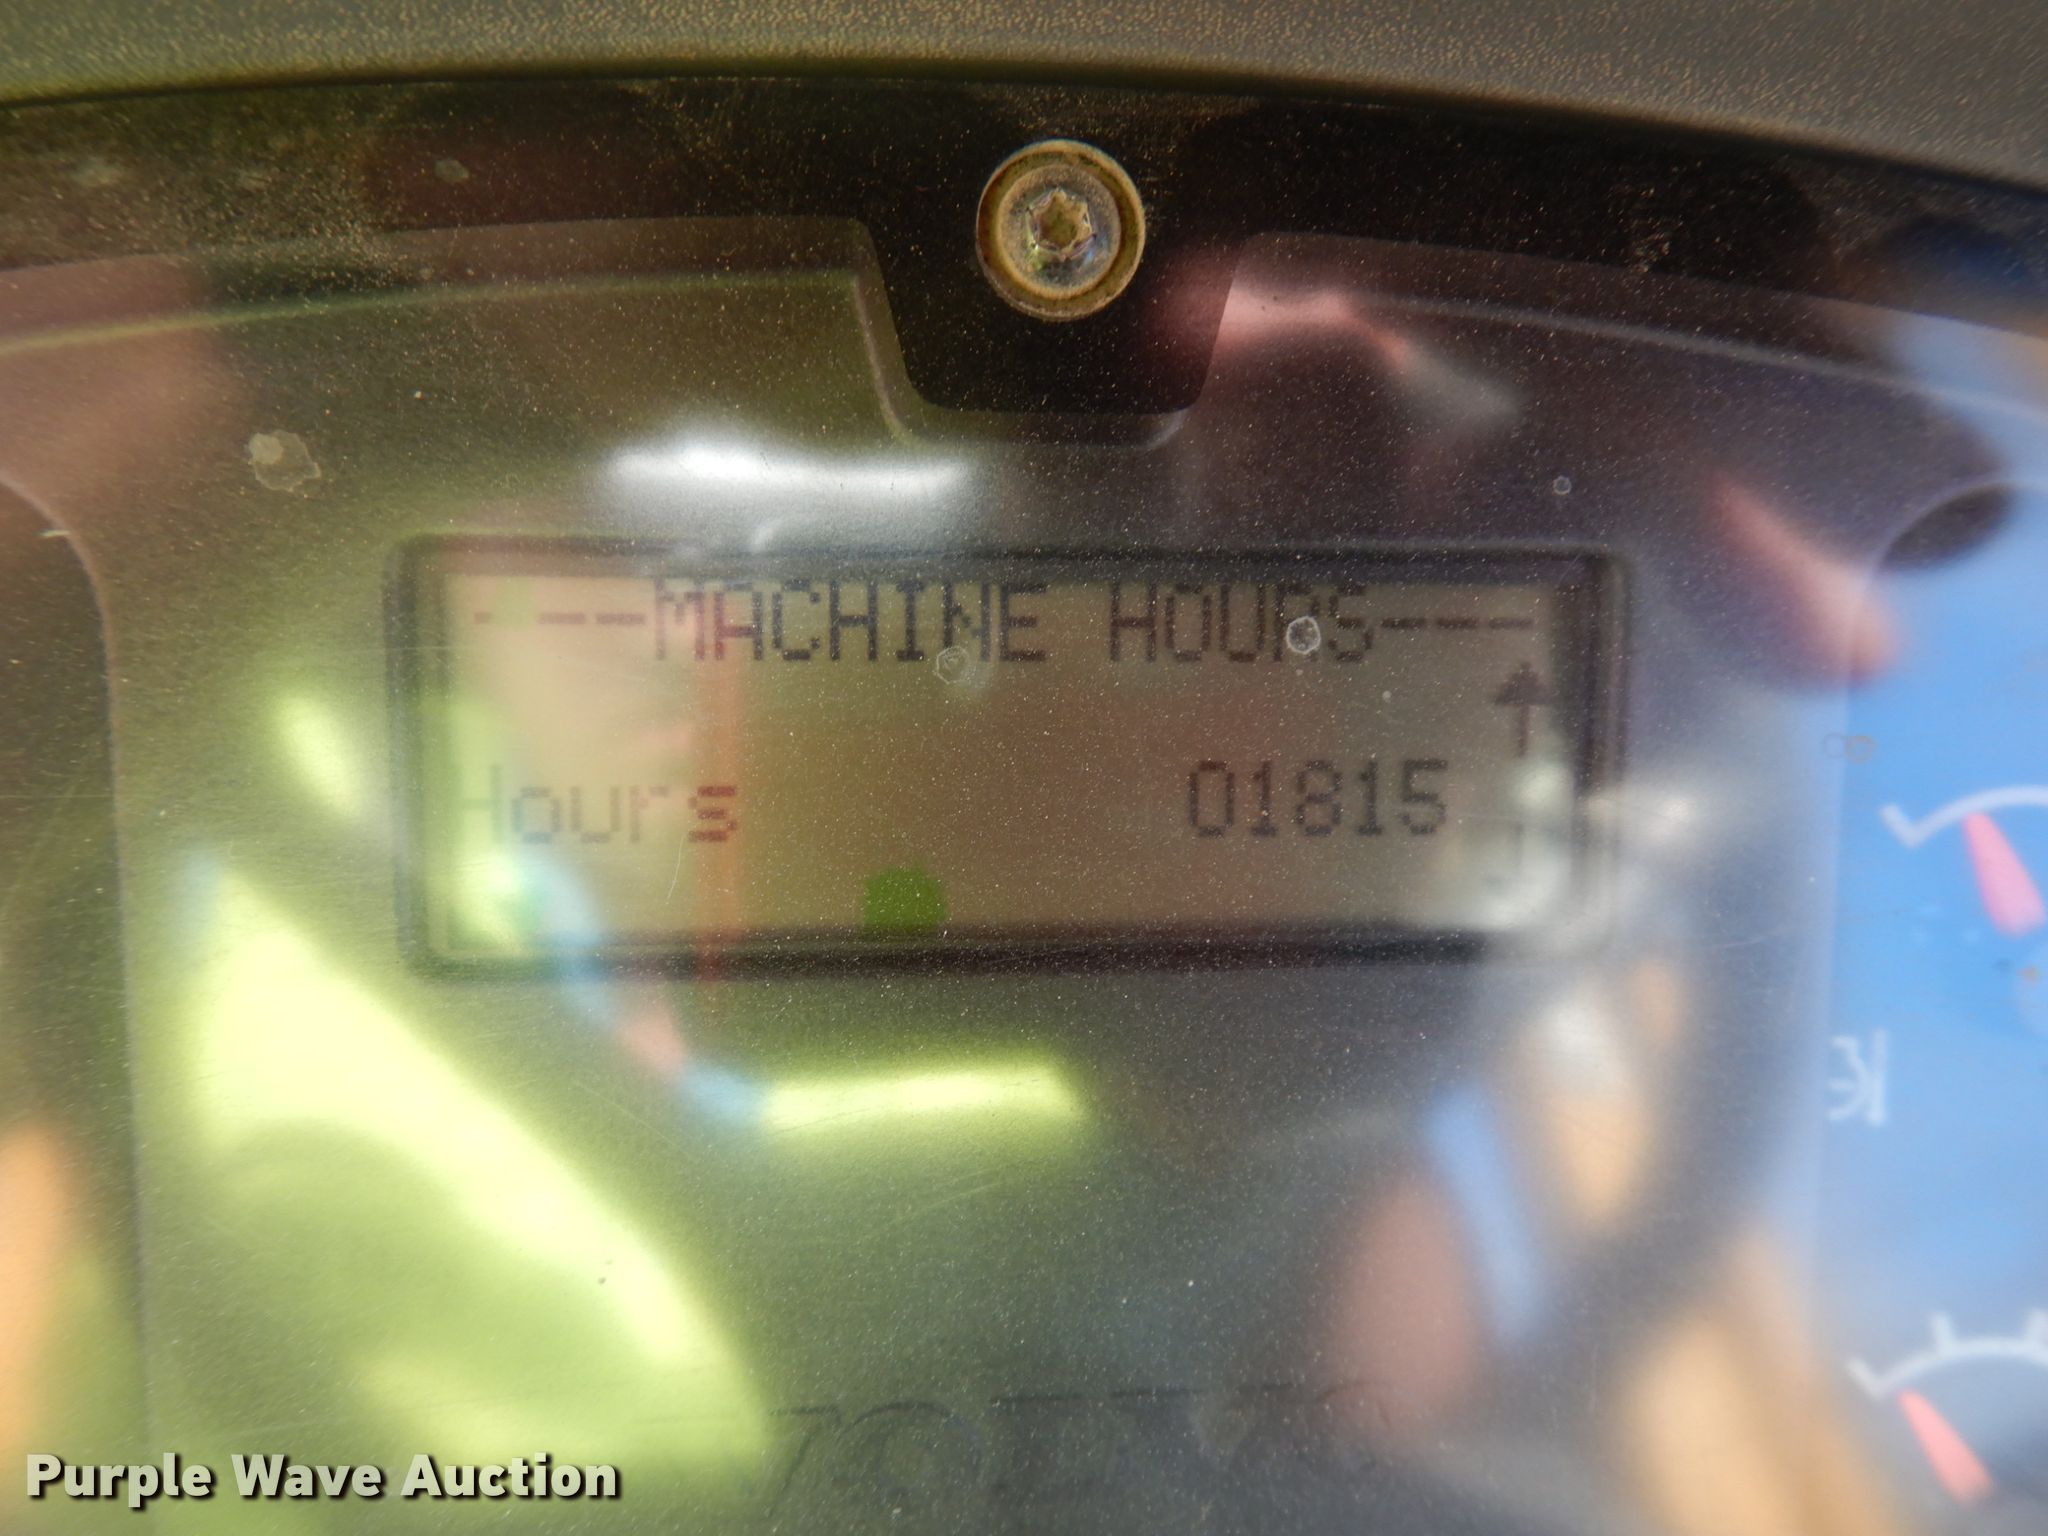 ---MACHINE HOURS---
Hours 01815
Purple Wave Auction